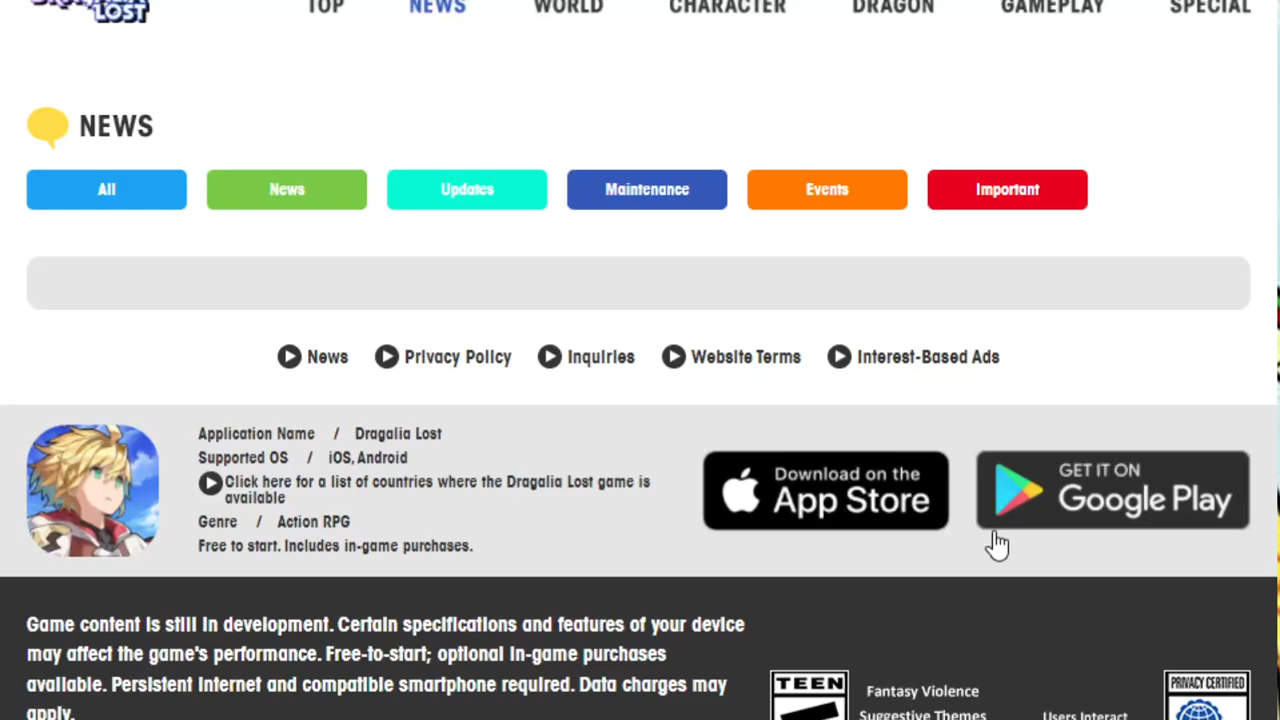 LOST
TOP NEWS WORLD CHARACTER DRAGON GAMEPLAY SPECIAL
NEWS
All News Updates Maintenance Events Important
News Privacy Policy Inquiries Website Terms Interest-Based Ads
Application Name / Dragalia Lost
Supported OS / iOS, Android
Click here for a list of countries where the Dragalia Lost game is
available
Genre / Action RPG
Free to start. Includes in-game purchases.
Download on the
App Store
GET IT ON
Google Play
Game content is still in development. Certain specifications and features of your device
may affect the game's performance. Free-to-start; optional in-game purchases
available. Persistent Internet and compatible smartphone required. Data charges may
apply.
TEEN
Fantasy Violence
Suggestive Themes
Users Interact
PRIVACY CERTIFIED